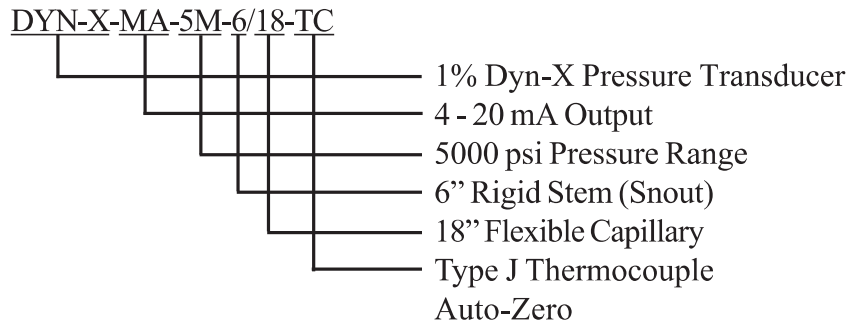 DYN-X-MA-5M-6/18-TC
1% Dyn-X Pressure Transducer
4 - 20 mA Output
5000 psi Pressure Range
6” Rigid Stem (Snout)
18” Flexible Capillary
Type J Thermocouple
Auto-Zero